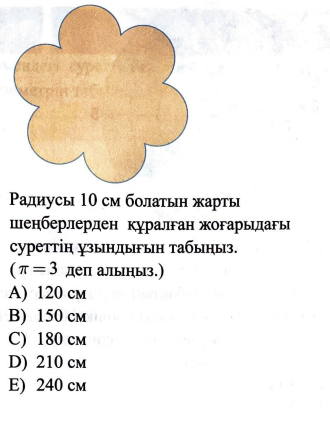 Радиусы 10 см болатын жарты
шеңберлерден құралған жоғарыдағы
суреттің ұзындығын табыңыз.
( π = 3 деп алыңыз.)
A) 120 см
B) 150 см
C) 180 см
D) 210 см
E) 240 см